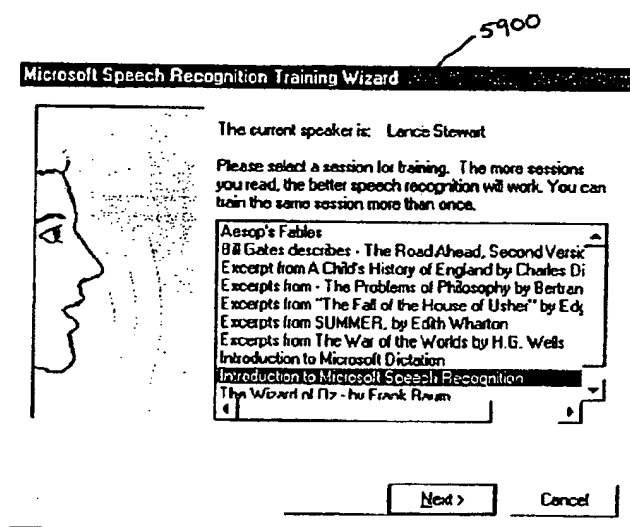 5900
Microsoft Speech Recognition Training Wizard
The current speaker is: Lance Stewart
Please select a session for training. The more sessions
you read, the better speech recognition will work. You can
train the same session more than once.
Aesop's Fables
Bill Gates describes - The Road Ahead, Second Versic
Excerpt from A Child's History of England by Charles Di
Excerpts from - The Problems of Philosophy by Bertran
Excerpts from "The Fall of the House of Usher" by Edg
Excerpts from SUMMER, by Edith Wharton
Excerpts from The War of the Worlds by H.G. Wells
Introduction to Microsoft Dictation
Introduction to Microsoft Speech Recognition
The Wizard of Oz - by Frank Baum
Next >
Cancel